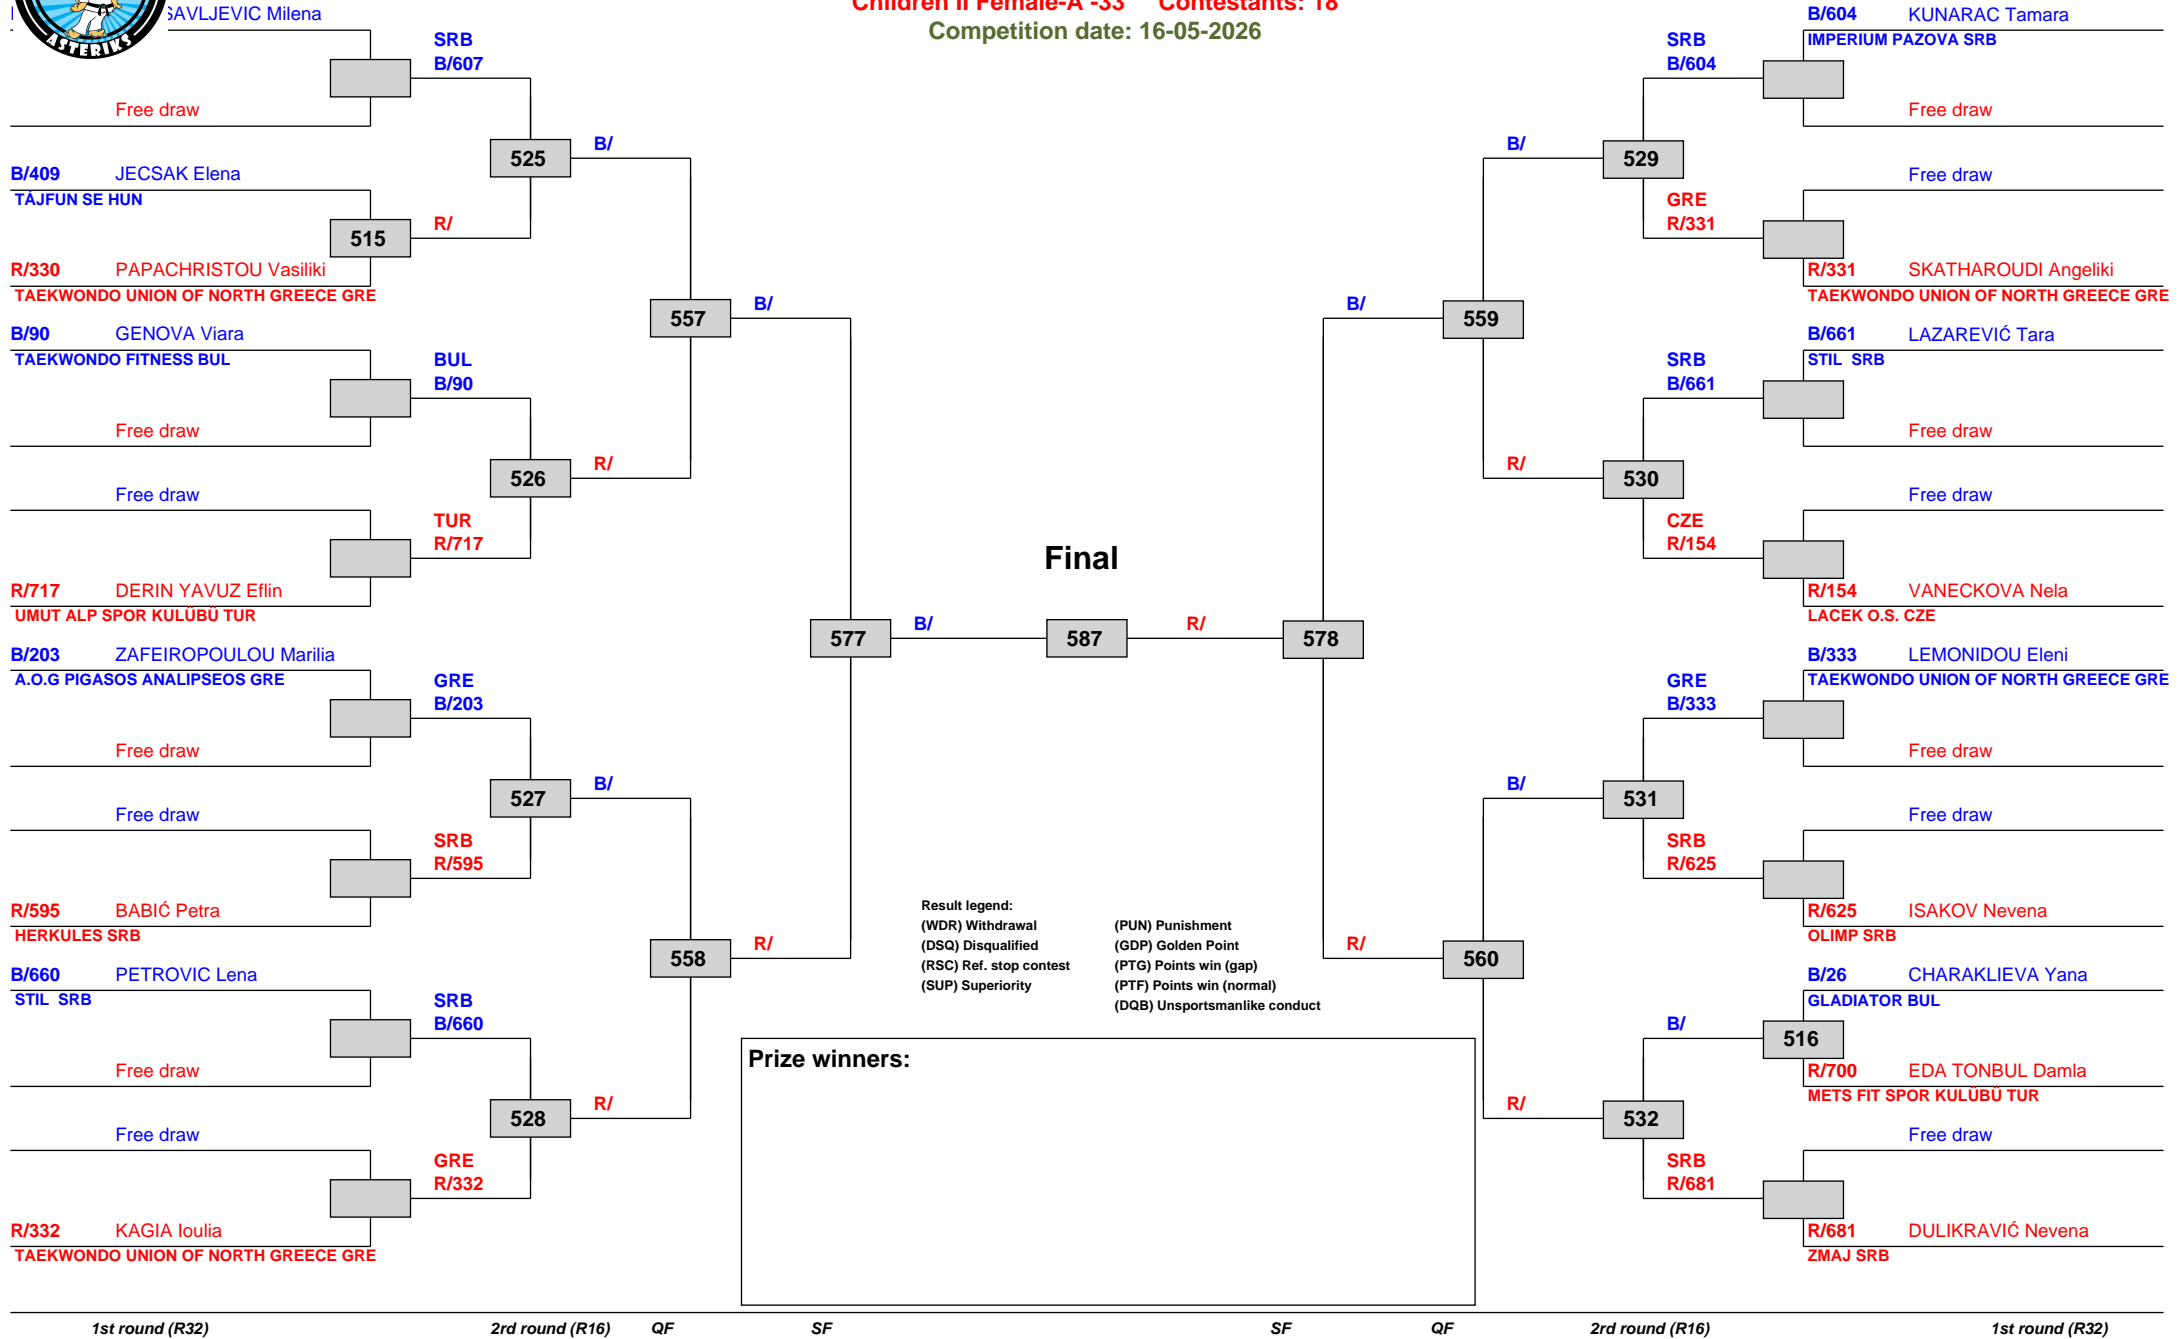 ASTERIKS
SAVLJEVIC Milena
Children II Female-A -33 Contestants: 18
Competition date: 16-05-2026
SRB
B/607
Free draw
525
B/
B/409 JECSAK Elena
TÁJFUN SE HUN
515
R/
R/330 PAPACHRISTOU Vasiliki
TAEKWONDO UNION OF NORTH GREECE GRE
557
B/
B/90 GENOVA Viara
TAEKWONDO FITNESS BUL
BUL
B/90
Free draw
526
R/
Free draw
TUR
R/717
R/717 DERIN YAVUZ Eflin
UMUT ALP SPOR KULÜBÜ TUR
577
B/
B/203 ZAFEIROPOULOU Marilia
A.O.G PIGASOS ANALIPSEOS GRE
GRE
B/203
Free draw
527
B/
Free draw
SRB
R/595
R/595 BABIĆ Petra
HERKULES SRB
558
R/
B/660 PETROVIC Lena
STIL SRB
SRB
B/660
Free draw
528
R/
Free draw
GRE
R/332
R/332 KAGIA Ioulia
TAEKWONDO UNION OF NORTH GREECE GRE
Final
587
R/
578
Result legend:
(WDR) Withdrawal (PUN) Punishment
(DSQ) Disqualified (GDP) Golden Point
(RSC) Ref. stop contest (PTG) Points win (gap)
(SUP) Superiority (PTF) Points win (normal)
(DQB) Unsportsmanlike conduct
Prize winners:
B/604 KUNARAC Tamara
IMPERIUM PAZOVA SRB
SRB
B/604
Free draw
B/
529
Free draw
GRE
R/331
R/331 SKATHAROUDI Angeliki
TAEKWONDO UNION OF NORTH GREECE GRE
B/
559
B/661 LAZAREVIĆ Tara
STIL SRB
SRB
B/661
Free draw
R/
530
Free draw
CZE
R/154
R/154 VANECKOVA Nela
LACEK O.S. CZE
B/333 LEMONIDOU Eleni
TAEKWONDO UNION OF NORTH GREECE GRE
GRE
B/333
Free draw
B/
531
Free draw
SRB
R/625
R/625 ISAKOV Nevena
OLIMP SRB
R/
560
B/26 CHARAKLIEVA Yana
GLADIATOR BUL
B/
516
R/700 EDA TONBUL Damla
METS FIT SPOR KULÜBÜ TUR
R/
532
Free draw
SRB
R/681
R/681 DULIKRAVIĆ Nevena
ZMAJ SRB
1st round (R32) 2rd round (R16) QF SF SF QF 2rd round (R16) 1st round (R32)